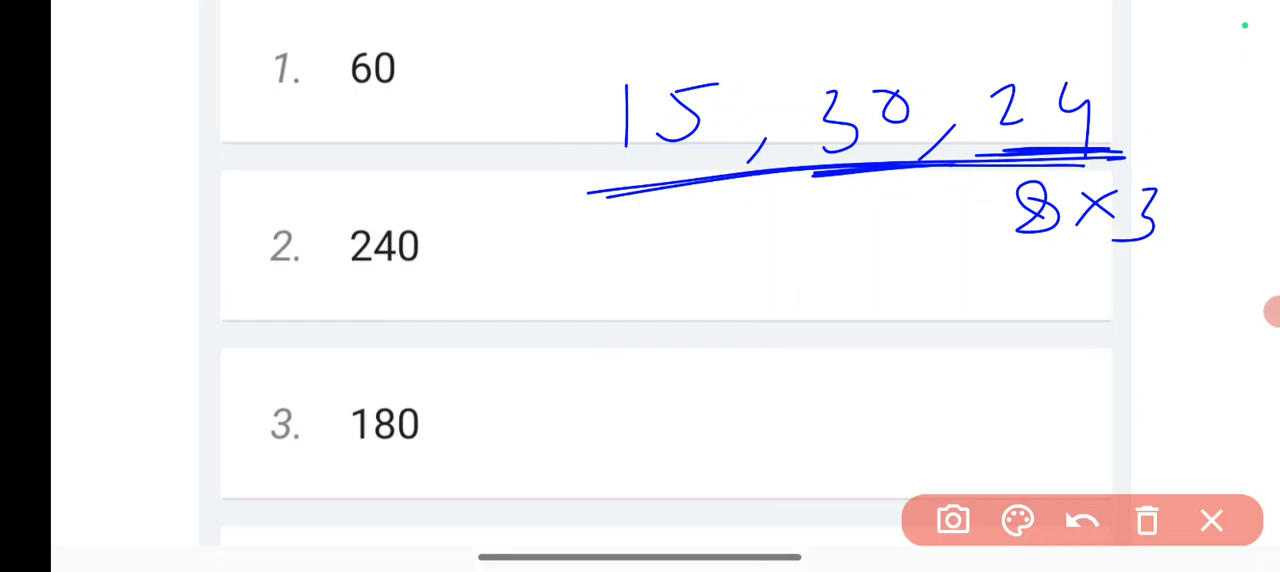 1. 60
15, 30, 24
8 × 3
2. 240
3. 180